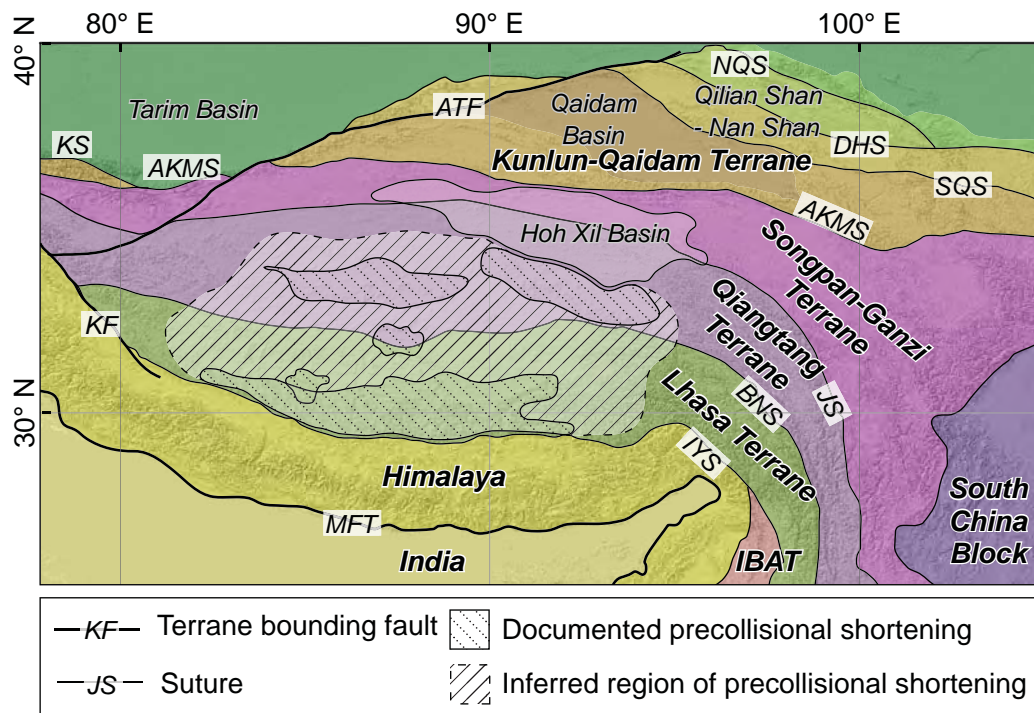 80° E
90° E
100° E
40° N
30° N
NQS
Qilian Shan
- Nan Shan
Tarim Basin
ATF
Qaidam
Basin
DHS
KS
AKMS
Kunlun-Qaidam Terrane
SQS
AKMS
Hoh Xil Basin
Songpan-Ganzi
Terrane
Qiangtang
Terrane
KF
JS
BNS
Lhasa Terrane
IYS
Himalaya
South
China
Block
MFT
India
IBAT
KF
Terrane bounding fault
Documented precollisional shortening
JS
Suture
Inferred region of precollisional shortening